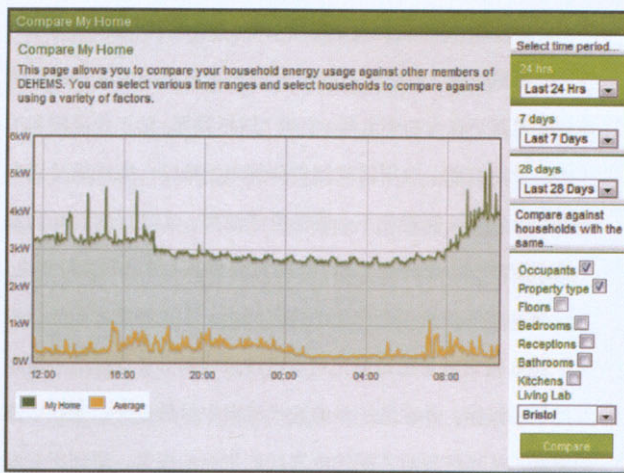 Compare My Home
Compare My Home
This page allows you to compare your household energy usage against other members of
DEHEMS. You can select various time ranges and select households to compare against
using a variety of factors.
6kW
5kW
4kW
3kW
2kW
1kW
0W
12:00 16:00 20:00 00:00 04:00 08:00
My Home Average
Select time period...
24 hrs
Last 24 Hrs
7 days
Last 7 Days
28 days
Last 28 Days
Compare against
households with the
same...
Occupants
Property type
Floors
Bedrooms
Receptions
Bathrooms
Kitchens
Living Lab
Bristol
Compare